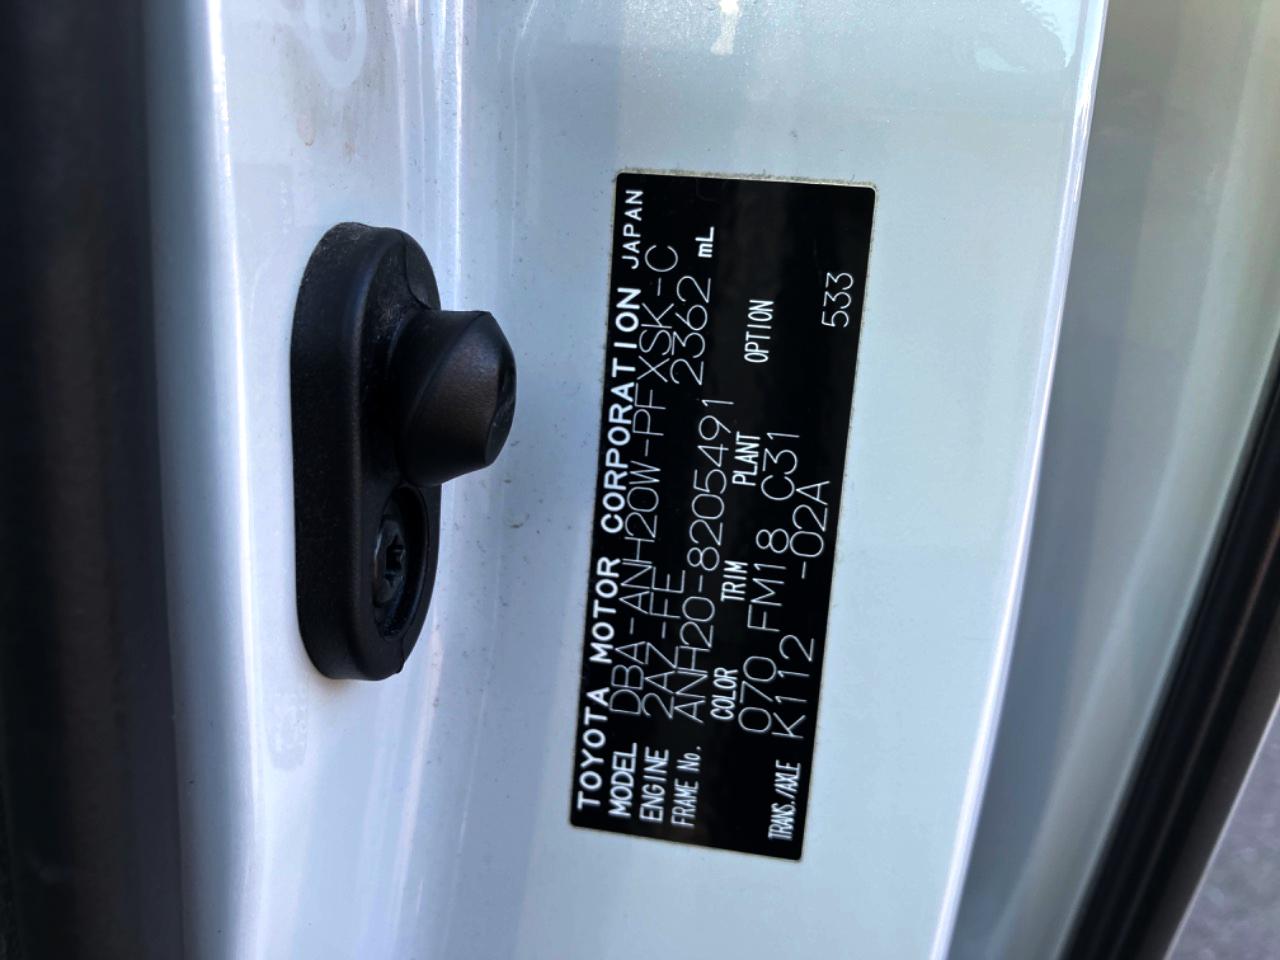 TOYOTA MOTOR CORPORATION JAPAN
MODEL DBA-ANH20W-PFXSK-C
ENGINE 2AZ-FE 2362 mL
FRAME No. ANH20-8205491
COLOR TRIM PLANT OPTION
070 FM18 C31
TRANS./AXLE K112 -02A 533